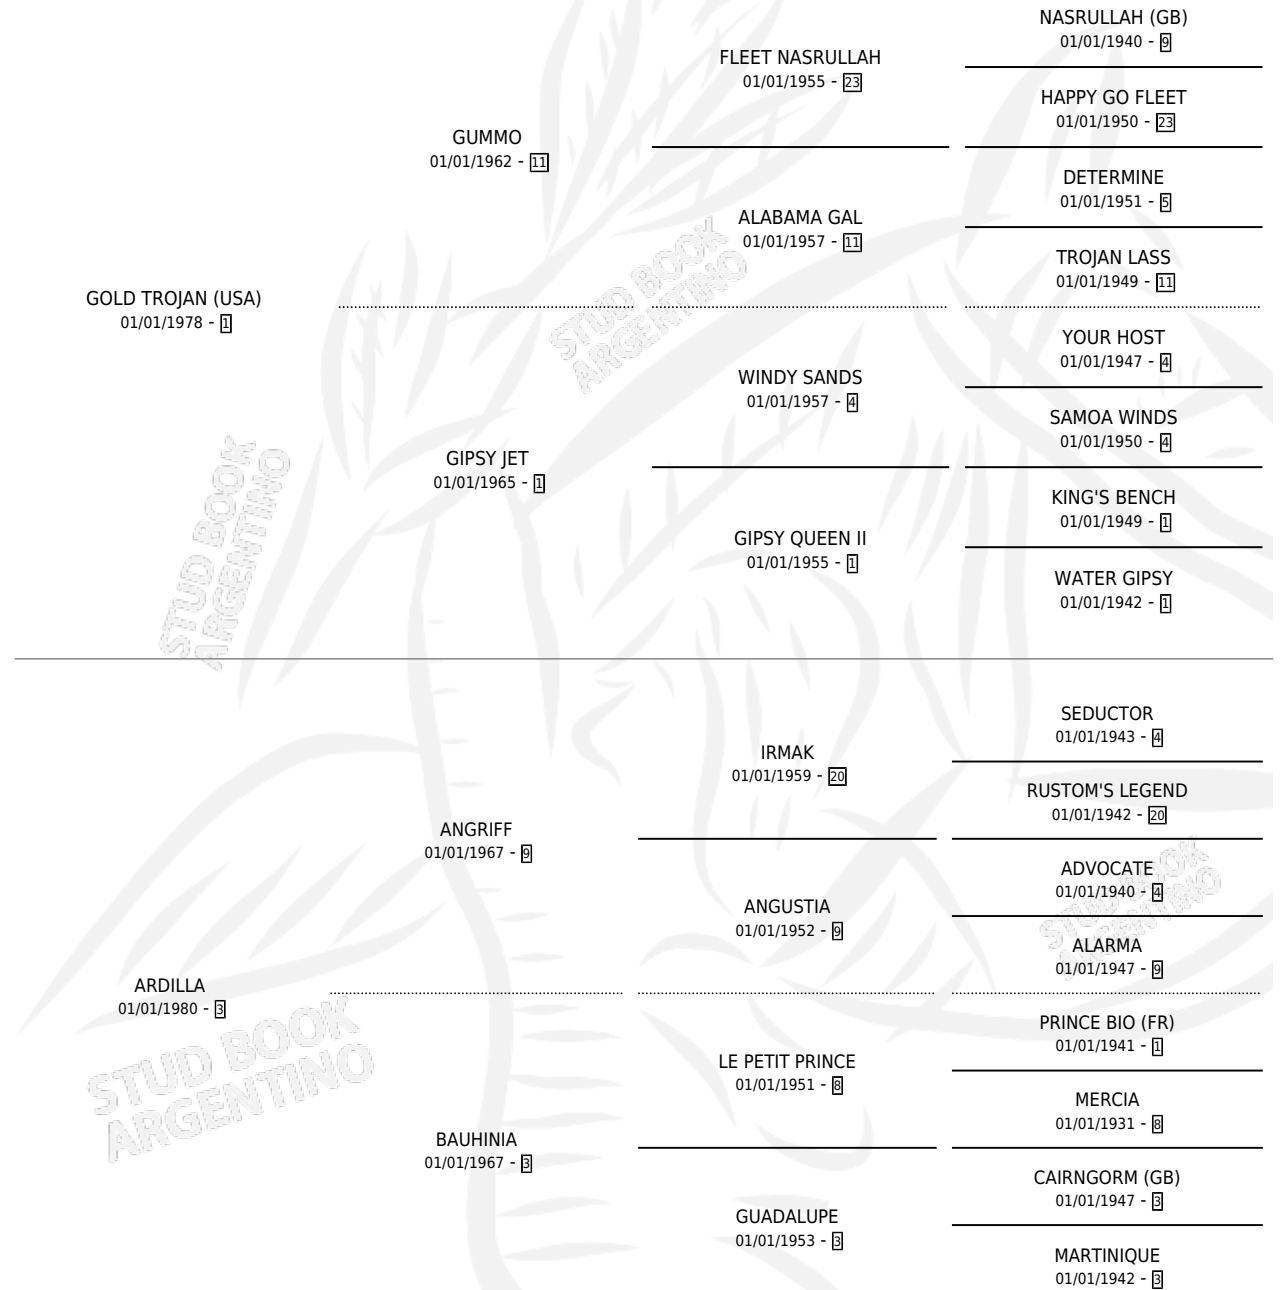 GOLD TROJAN (USA)
01/01/1978 - 1
GUMMO
01/01/1962 - 11
GIPSY JET
01/01/1965 - 1
FLEET NASRULLAH
01/01/1955 - 23
ALABAMA GAL
01/01/1957 - 11
WINDY SANDS
01/01/1957 - 4
GIPSY QUEEN II
01/01/1955 - 1
NASRULLAH (GB)
01/01/1940 - 9
HAPPY GO FLEET
01/01/1950 - 23
DETERMINE
01/01/1951 - 5
TROJAN LASS
01/01/1949 - 11
YOUR HOST
01/01/1947 - 4
SAMOA WINDS
01/01/1950 - 4
KING'S BENCH
01/01/1949 - 1
WATER GIPSY
01/01/1942 - 1
STUD BOOK
ARGENTINO
STUD BOOK
ARGENTINO
ARDILLA
01/01/1980 - 3
ANGRIFF
01/01/1967 - 9
BAUHINIA
01/01/1967 - 3
IRMAK
01/01/1959 - 20
ANGUSTIA
01/01/1952 - 9
LE PETIT PRINCE
01/01/1951 - 8
GUADALUPE
01/01/1953 - 3
SEDUCTOR
01/01/1943 - 4
RUSTOM'S LEGEND
01/01/1942 - 20
ADVOCATE
01/01/1940 - 4
ALARMA
01/01/1947 - 9
PRINCE BIO (FR)
01/01/1941 - 1
MERCIA
01/01/1931 - 8
CAIRNGORM (GB)
01/01/1947 - 3
MARTINIQUE
01/01/1942 - 3
STUD BOOK
ARGENTINO
STUD BOOK
ARGENTINO